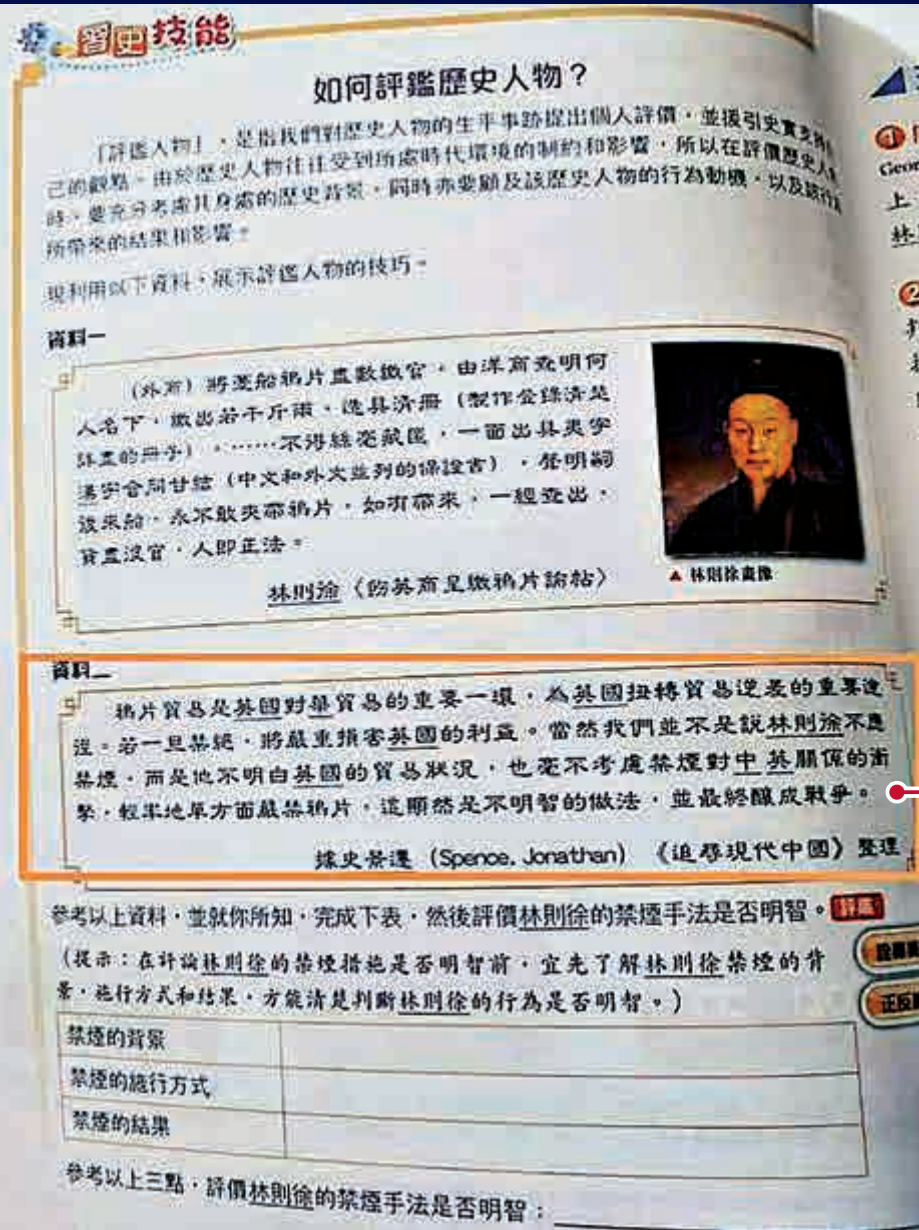 習史技能
如何評鑑歷史人物？
「評鑑人物」，是指我們對歷史人物的生平事跡提出個人評價，並援引史實支持
己的觀點。由於歷史人物往往受到所處時代環境的制約和影響，所以在評價歷史人
時，要充分考慮其身處的歷史背景，同時亦要顧及該歷史人物的行為動機，以及該行
所帶來的結果和影響。
現利用以下資料，展示評鑑人物的技巧。
資料一
（外商）將躉船鴉片盡數繳官，由洋商查明何
人名下，繳出若干斤兩，造具清冊（製作登錄清楚
詳盡的冊子）。……不得絲毫藏匿，一面出具夷字
漢字合同甘結（中文和外文並列的保證書），聲明嗣
後來船，永不敢夾帶鴉片，如有帶來，一經查出，
貨盡沒官，人即正法。
林則徐〈飭英商呈繳鴉片諭帖〉
▲ 林則徐畫像
資料二
鴉片貿易是英國對華貿易的重要一環，為英國扭轉貿易逆差的重要途
徑。若一旦禁絕，將嚴重損害英國的利益。當然我們並不是說林則徐不應
禁煙，而是他不明白英國的貿易狀況，也毫不考慮禁煙對中英關係的衝
擊，輕率地單方面嚴禁鴉片，這顯然是不明智的做法，並最終釀成戰爭。
據史景遷（Spence, Jonathan）《追尋現代中國》整理
參考以上資料，並就你所知，完成下表，然後評價林則徐的禁煙手法是否明智。評鑑
（提示：在評論林則徐的禁煙措施是否明智前，宜先了解林則徐禁煙的背
景、施行方式和結果，方能清楚判斷林則徐的行為是否明智。）
禁煙的背景
禁煙的施行方式
禁煙的結果
參考以上三點，評價林則徐的禁煙手法是否明智：
正反
1
Geor
上
林
2